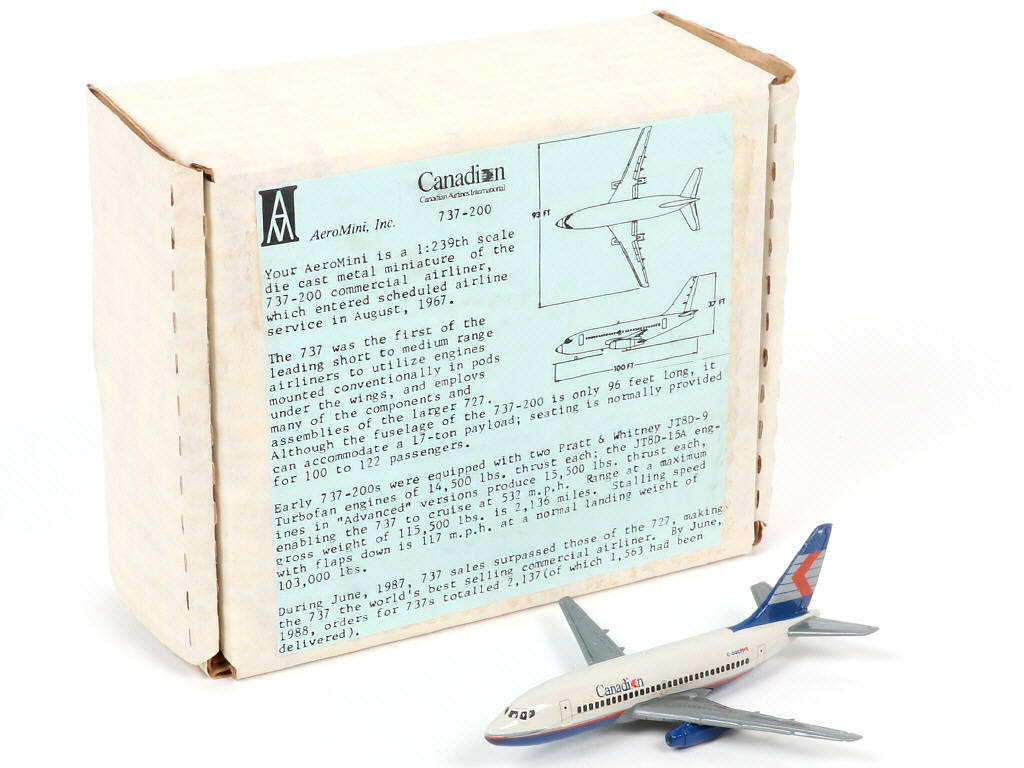 AM
AeroMini, Inc.
Canadian
Canadian Airlines International
737-200
93 FT
37 FT
100 FT
Your AeroMini is a 1:239th scale
die cast metal miniature of the
737-200 commercial airliner,
which entered scheduled airline
service in August, 1967.
The 737 was the first of the
leading short to medium range
airliners to utilize engines
mounted conventionally in pods
under the wings, and employs
many of the components and
assemblies of the larger 727.
Although the fuselage of the 737-200 is only 96 feet long, it
can accommodate a 17-ton payload; seating is normally provided
for 100 to 122 passengers.
Early 737-200s were equipped with two Pratt & Whitney JT8D-9
Turbofan engines of 14,500 lbs. thrust each; the JT8D-15A eng-
ines in "Advanced" versions produce 15,500 lbs. thrust each,
enabling the 737 to cruise at 532 m.p.h. Range at a maximum
gross weight of 115,500 lbs. is 2,136 miles. Stalling speed
with flaps down is 117 m.p.h. at a normal landing weight of
103,000 lbs.
During June, 1987, 737 sales surpassed those of the 727, making
the 737 the world's best selling commercial airliner. By June,
1988, orders for 737s totalled 2,137(of which 1,563 had been
delivered).
Canadian